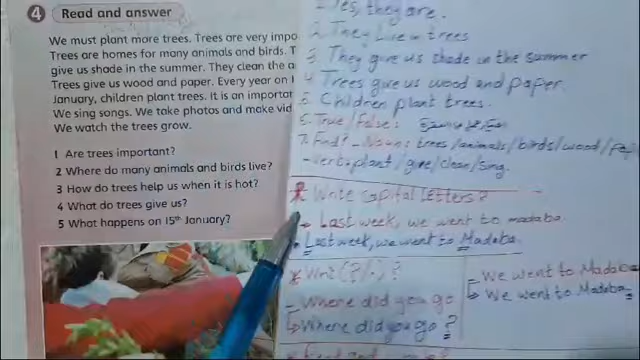 4 Read and answer
We must plant more trees. Trees are very impo
Trees are homes for many animals and birds. T
give us shade in the summer. They clean the a
Trees give us wood and paper. Every year on
January, children plant trees. It is an important
We sing songs. We take photos and make vid
We watch the trees grow.
1 Are trees important?
2 Where do many animals and birds live?
3 How do trees help us when it is hot?
4 What do trees give us?
5 What happens on 15th January?
1- Yes, they are.
2. They Live in trees
3. They give us shade in the summer
4. Trees give us wood and paper.
5 Children plant trees.
6. True/False:
7. Find? - Noun: trees/animals/birds/wood/pap
- verb: plant/give/clean/sing.
* Write capital letters?
Last week, we went to madaba.
Last week, we went to Madaba.
* Write (?/.)?
- Where did you go
Where did you go?
- We went to Madaba
We went to Madaba.